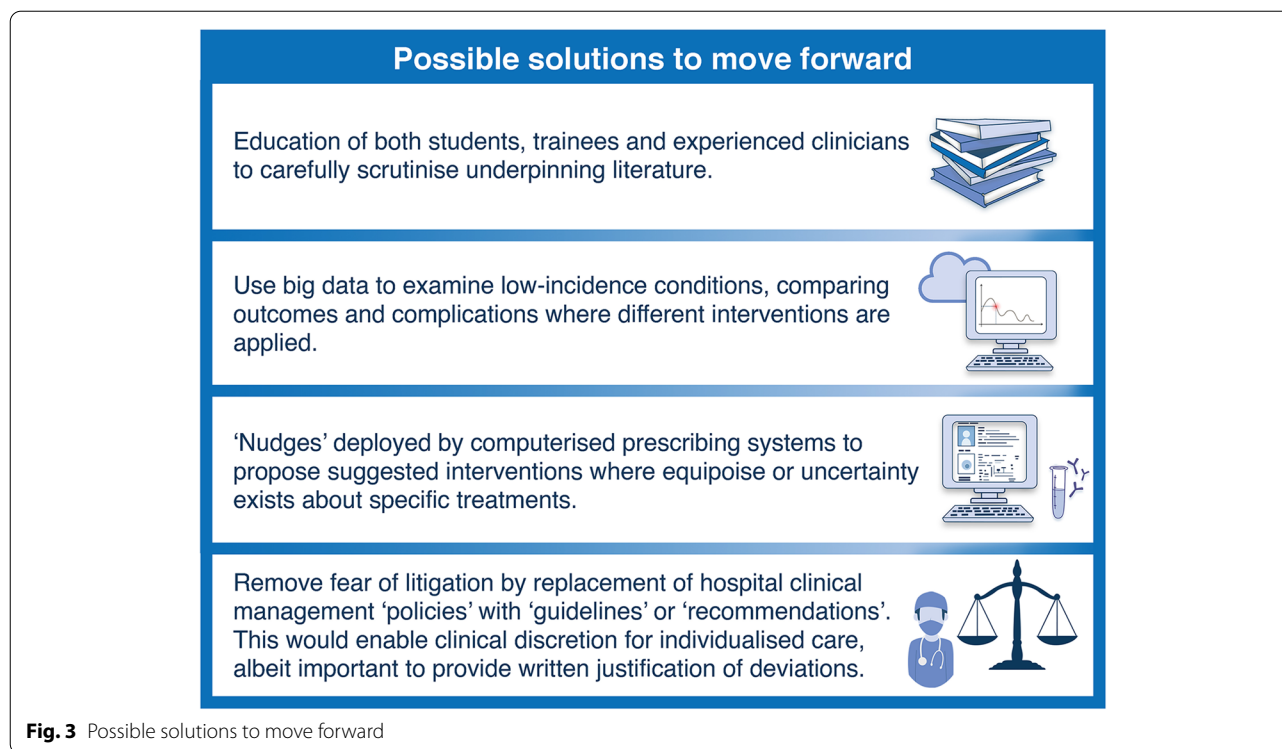 Possible solutions to move forward
Education of both students, trainees and experienced clinicians
to carefully scrutinise underpinning literature.
Use big data to examine low-incidence conditions, comparing
outcomes and complications where different interventions are
applied.
‘Nudges’ deployed by computerised prescribing systems to
propose suggested interventions where equipoise or uncertainty
exists about specific treatments.
Remove fear of litigation by replacement of hospital clinical
management ‘policies’ with ‘guidelines’ or ‘recommendations’.
This would enable clinical discretion for individualised care,
albeit important to provide written justification of deviations.
Fig. 3 Possible solutions to move forward